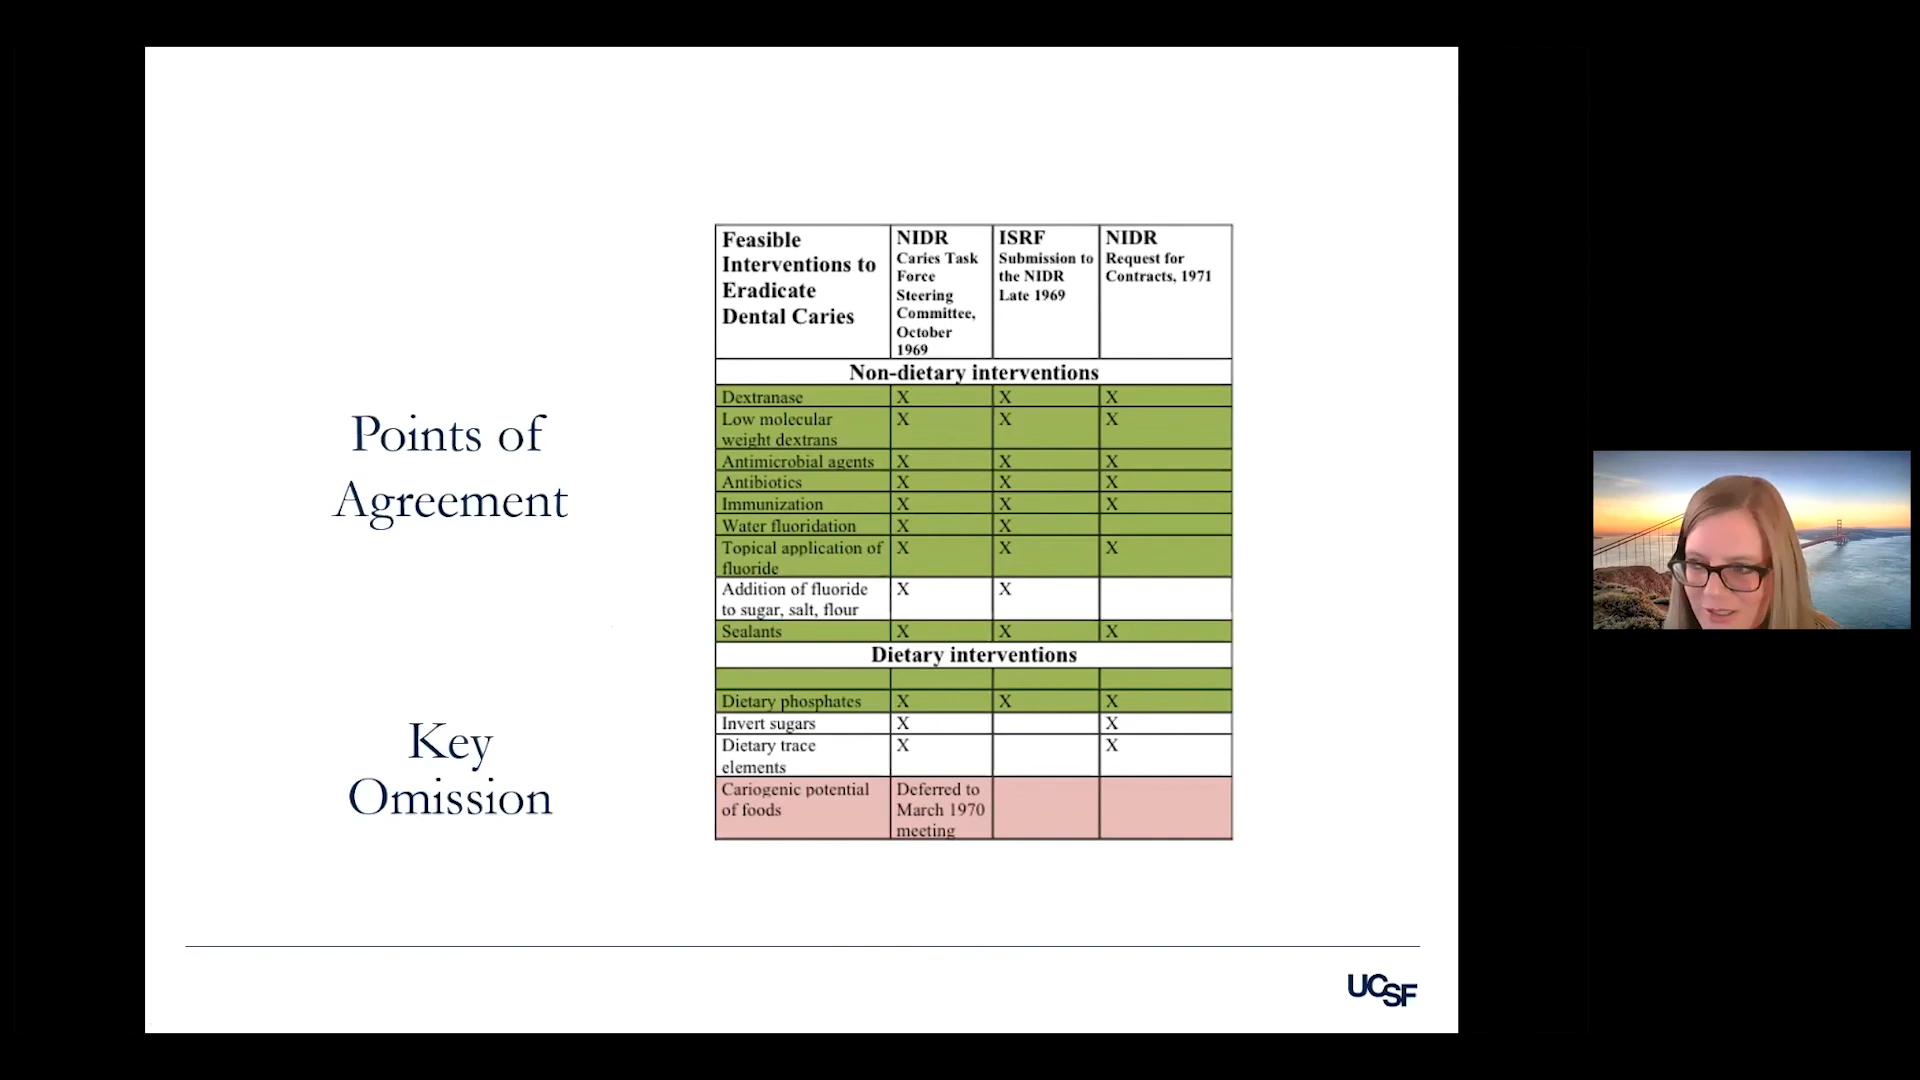 Points of
Agreement
Key
Omission
Feasible
Interventions to
Eradicate
Dental Caries
NIDR
Caries Task
Force
Steering
Committee,
October
1969
ISRF
Submission to
the NIDR
Late 1969
NIDR
Request for
Contracts, 1971
Non-dietary interventions
Dextranase X X X
Low molecular X X X
weight dextrans
Antimicrobial agents X X X
Antibiotics X X X
Immunization X X X
Water fluoridation X X
Topical application of X X X
fluoride
Addition of fluoride X X
to sugar, salt, flour
Sealants X X X
Dietary interventions
Dietary phosphates X X X
Invert sugars X X
Dietary trace X X
elements
Cariogenic potential Deferred to
of foods March 1970
meeting
UCSF